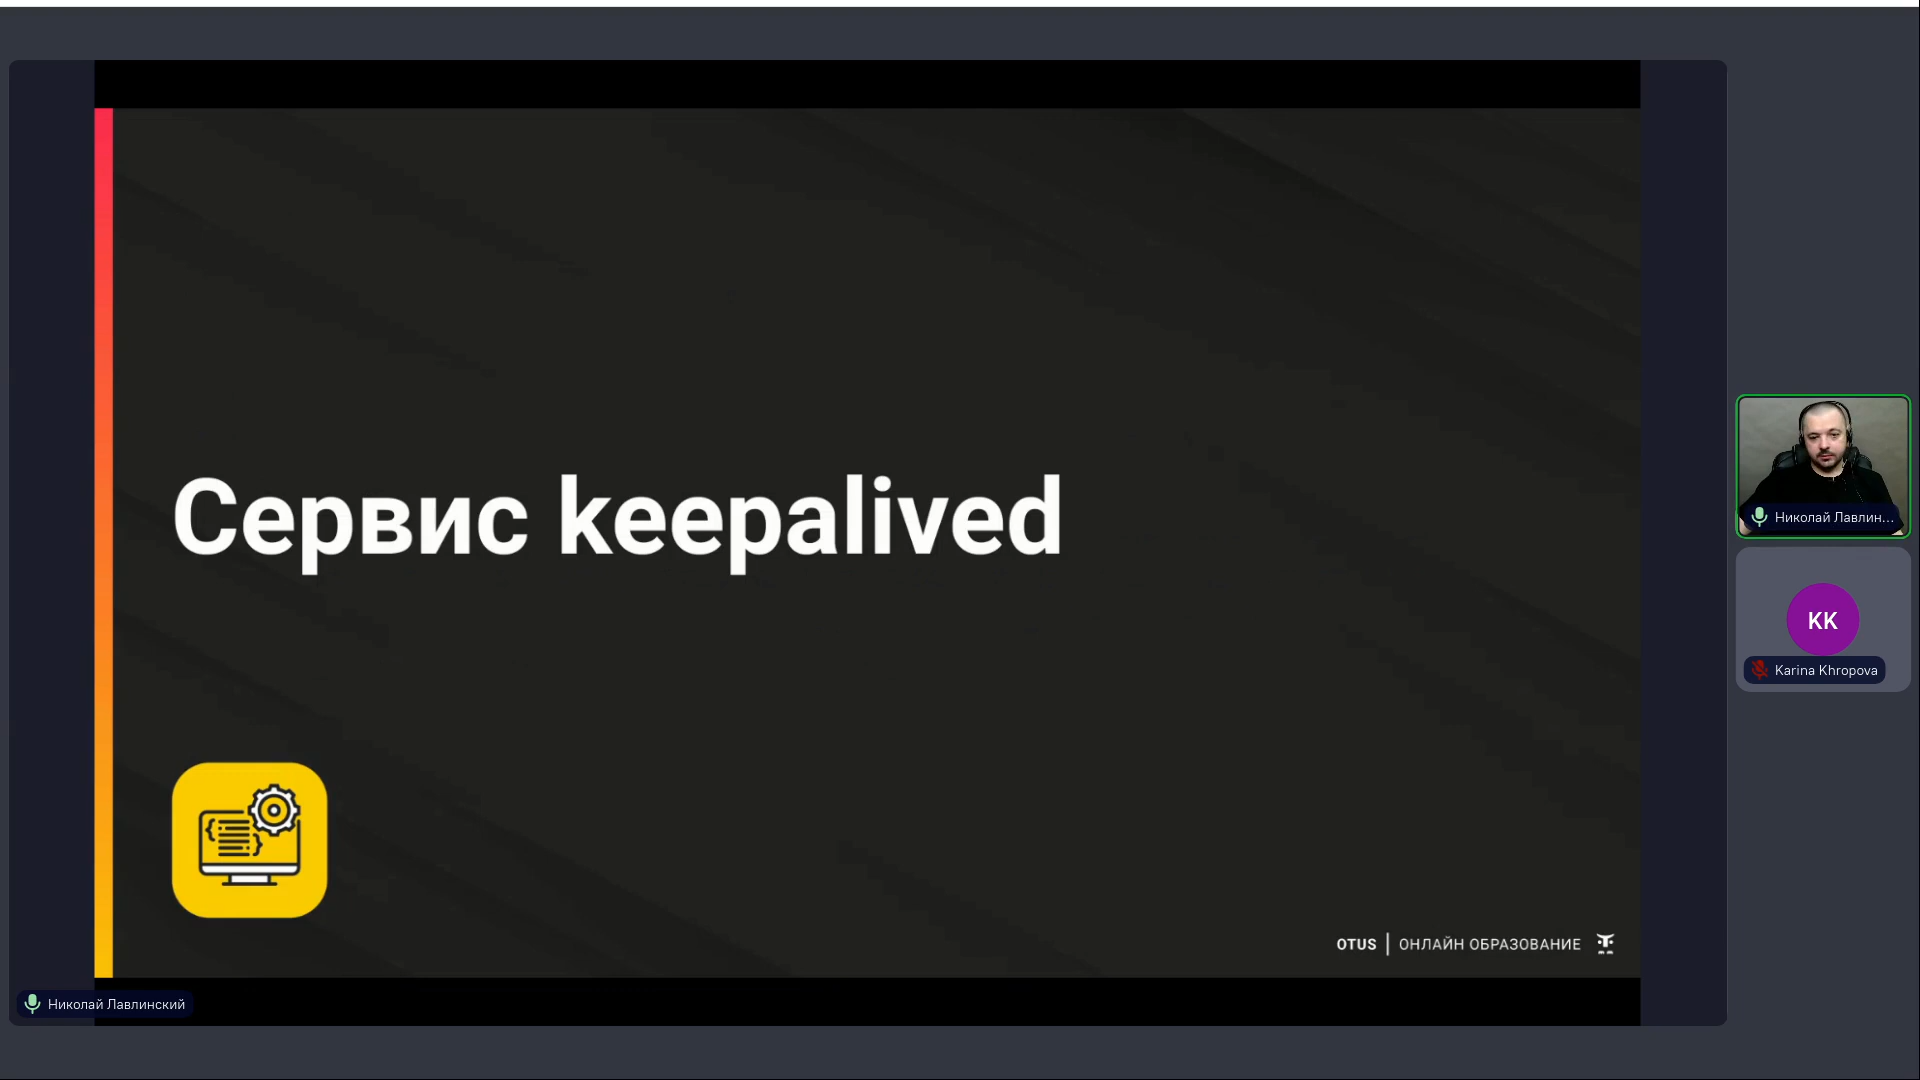 Сервис keepalived
OTUS | ОНЛАЙН ОБРАЗОВАНИЕ
Николай Лавлинский
Николай Лавлин...
KK
Karina Khropova